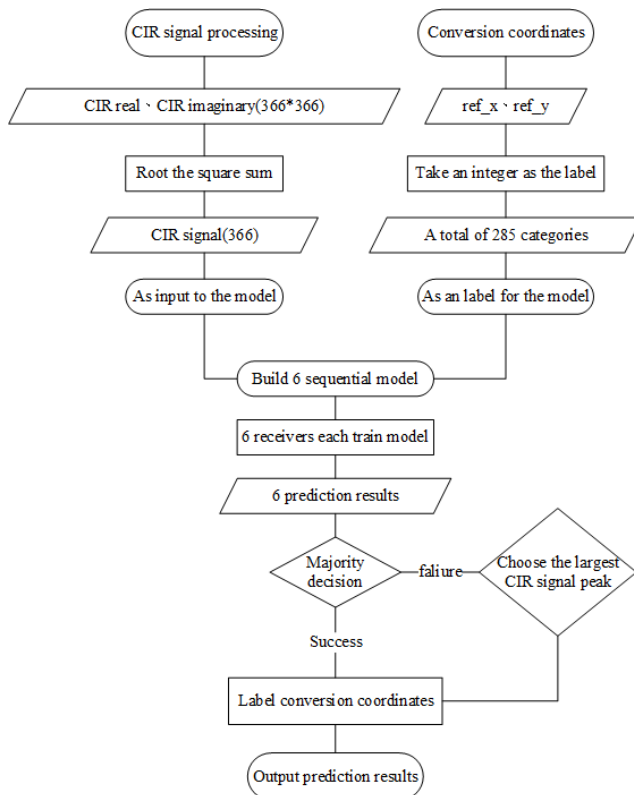 CIR signal processing
Conversion coordinates
CIR real、CIR imaginary(366*366)
ref_x、ref_y
Root the square sum
Take an integer as the label
CIR signal(366)
A total of 285 categories
As input to the model
As an label for the model
Build 6 sequential model
6 receivers each train model
6 prediction results
Majority
decision
faliure
Choose the largest
CIR signal peak
Success
Label conversion coordinates
Output prediction results